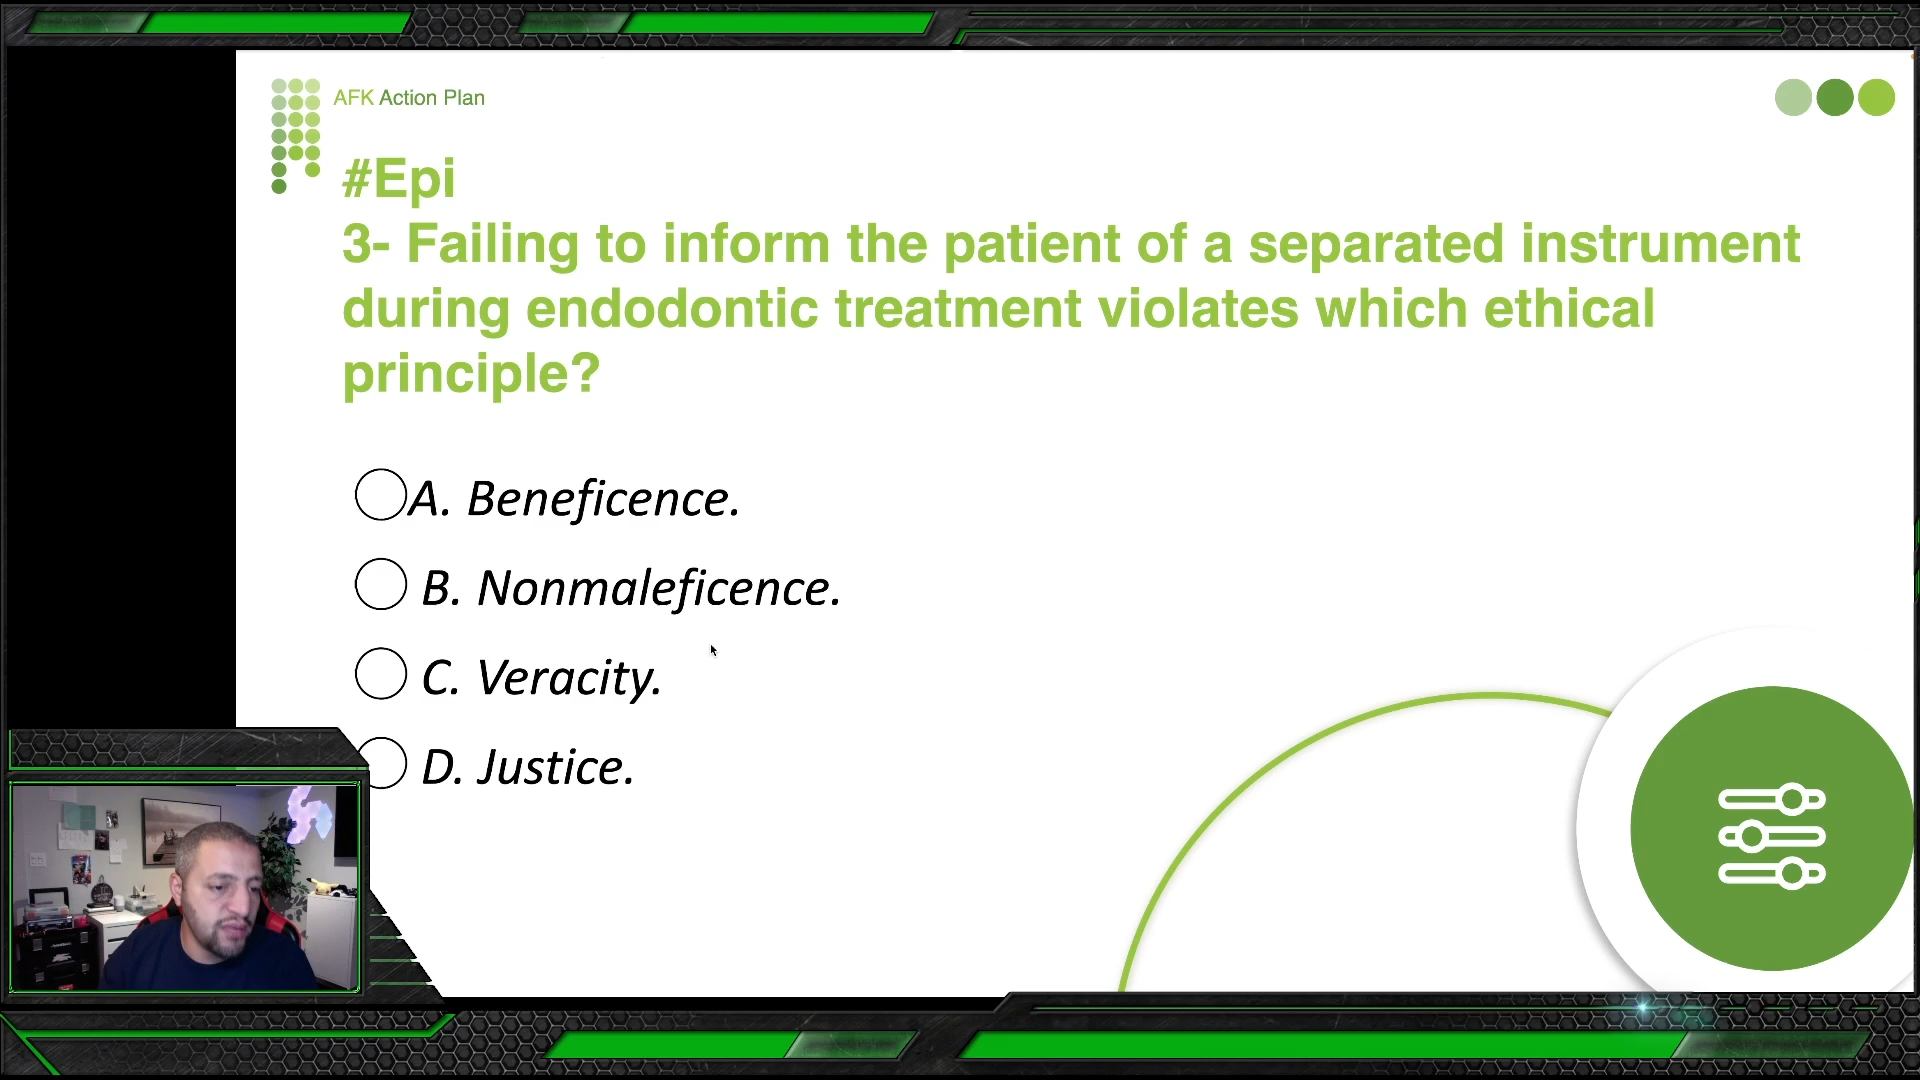 AFK Action Plan
#Epi
3- Failing to inform the patient of a separated instrument
during endodontic treatment violates which ethical
principle?
A. Beneficence.
B. Nonmaleficence.
C. Veracity.
D. Justice.